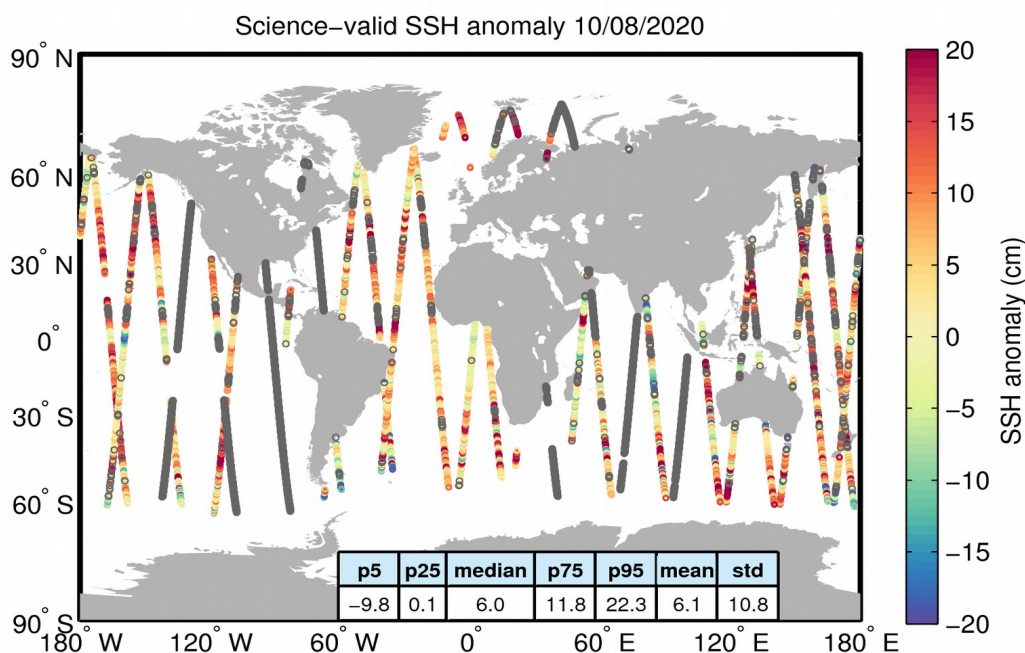 Science−valid SSH anomaly 10/08/2020
90° N
60° N
30° N
0°
30° S
60° S
90° S
180° W
120° W
60° W
0°
60° E
120° E
180° E
p5 p25 median p75 p95 mean std
−9.8 0.1 6.0 11.8 22.3 6.1 10.8
20
15
10
5
0
−5
−10
−15
−20
SSH anomaly (cm)